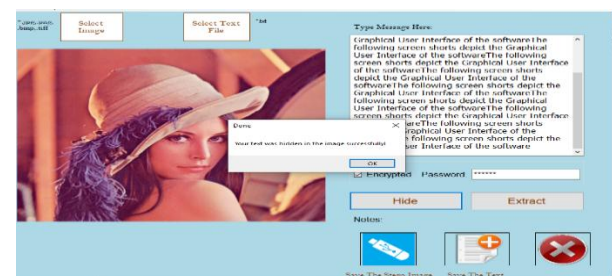 Select
Image
Select Text
File
*.txt
Type Message Here:
Graphical User Interface of the softwareThe
following screen shorts depict the Graphical
User Interface of the softwareThe following
screen shorts depict the Graphical User Interface
of the softwareThe following screen shorts
depict the Graphical User Interface of the
softwareThe following screen shorts depict the
Graphical User Interface of the softwareThe
following screen shorts depict the Graphical
User Interface of the softwareThe following
screen shorts depict the Graphical User Interface
softwareThe following screen shorts
Graphical User Interface of the
following screen shorts depict the
User Interface of the software
Done
Your text was hidden in the image successfully!
OK
Encrypted Password ******
Hide Extract
Notes:
Save The Stego Image Save The Text